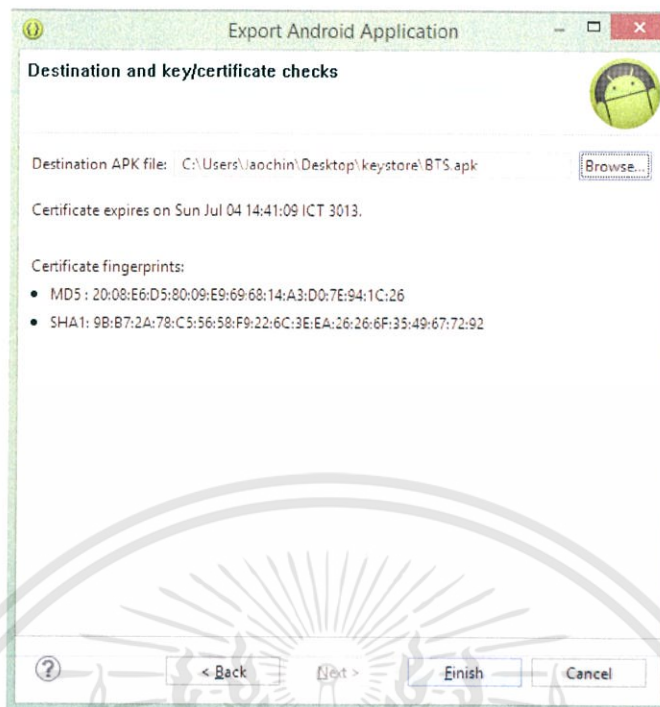 Export Android Application
Destination and key/certificate checks
Destination APK file: C:\Users\laochin\Desktop\keystore\BTS.apk Browse...
Certificate expires on Sun Jul 04 14:41:09 ICT 3013.
Certificate fingerprints:
• MD5 : 20:08:E6:D5:80:09:E9:69:68:14:A3:D0:7E:94:1C:26
• SHA1: 9B:B7:2A:78:C5:56:58:F9:22:6C:3E:EA:26:26:6F:35:49:67:72:92
< Back Next > Finish Cancel